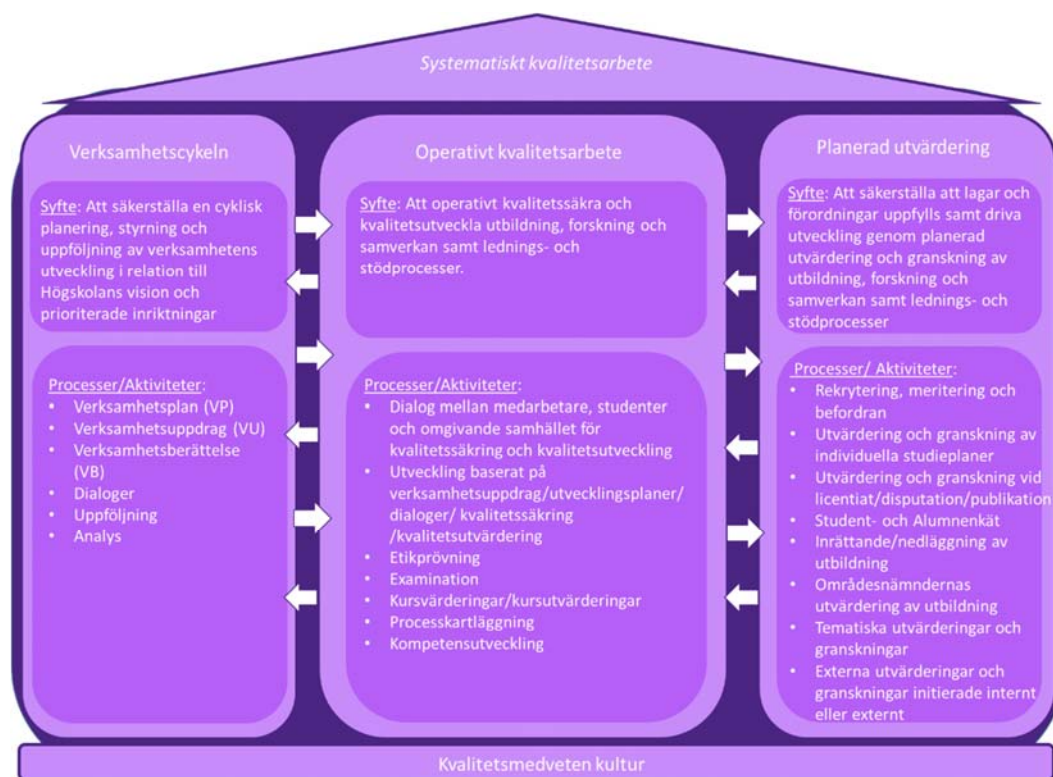 Systematiskt kvalitetsarbete
Verksamhetscykeln
Syfte: Att säkerställa en cyklisk
planering, styrning och
uppföljning av verksamhetens
utveckling i relation till
Högskolans vision och
prioriterade inriktningar
Processer/Aktiviteter:
• Verksamhetsplan (VP)
• Verksamhetsuppdrag (VU)
• Verksamhetsberättelse
(VB)
• Dialoger
• Uppföljning
• Analys
Operativt kvalitetsarbete
Syfte: Att operativt kvalitetssäkra och
kvalitetsutveckla utbildning, forskning och
samverkan samt lednings- och
stödprocesser.
Processer/Aktiviteter:
• Dialog mellan medarbetare, studenter
och omgivande samhället för
kvalitetssäkring och kvalitetsutveckling
• Utveckling baserat på
verksamhetsuppdrag/utvecklingsplaner/
dialoger/ kvalitetssäkring
/kvalitetsutvärdering
• Etikprövning
• Examination
• Kursvärderingar/kursutvärderingar
• Processkartläggning
• Kompetensutveckling
Planerad utvärdering
Syfte: Att säkerställa att lagar och
förordningar uppfylls samt driva
utveckling genom planerad
utvärdering och granskning av
utbildning, forskning och
samverkan samt lednings- och
stödprocesser
Processer/ Aktiviteter:
• Rekrytering, meritering och
befordran
• Utvärdering och granskning av
individuella studieplaner
• Utvärdering och granskning vid
licentiat/disputation/publikation
• Student- och Alumnenkät
• Inrättande/nedläggning av
utbildning
• Områdesnämndernas
utvärdering av utbildning
• Tematiska utvärderingar och
granskningar
• Externa utvärderingar och
granskningar initierade internt
eller externt
Kvalitetsmedveten kultur